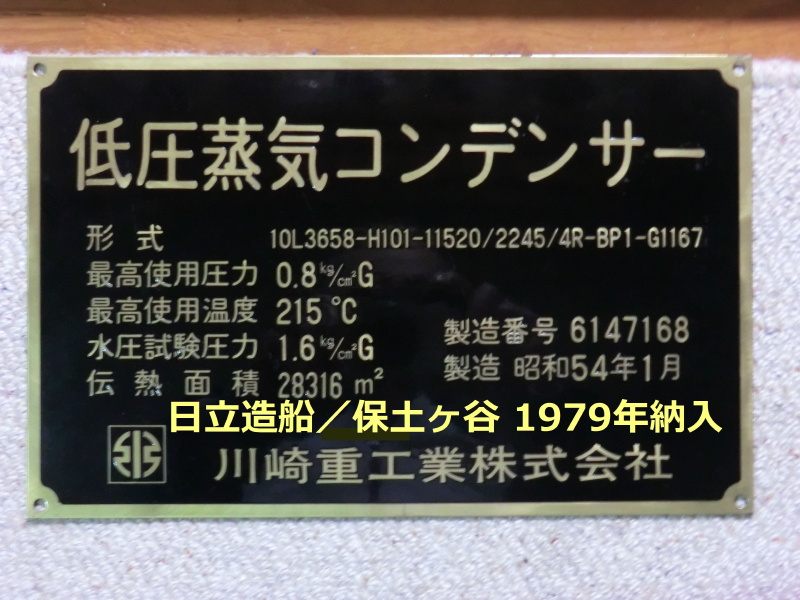 低圧蒸気コンデンサー
形式 10L3658-H101-11520/2245/4R-BP1-G1167
最高使用圧力 0.8 kg/cm²G
最高使用温度 215 ℃
水圧試験圧力 1.6 kg/cm²G
伝熱面積 28316 m²
製造番号 6147168
製造 昭和54年1月
日立造船／保土ヶ谷 1979年納入
川崎重工業株式会社